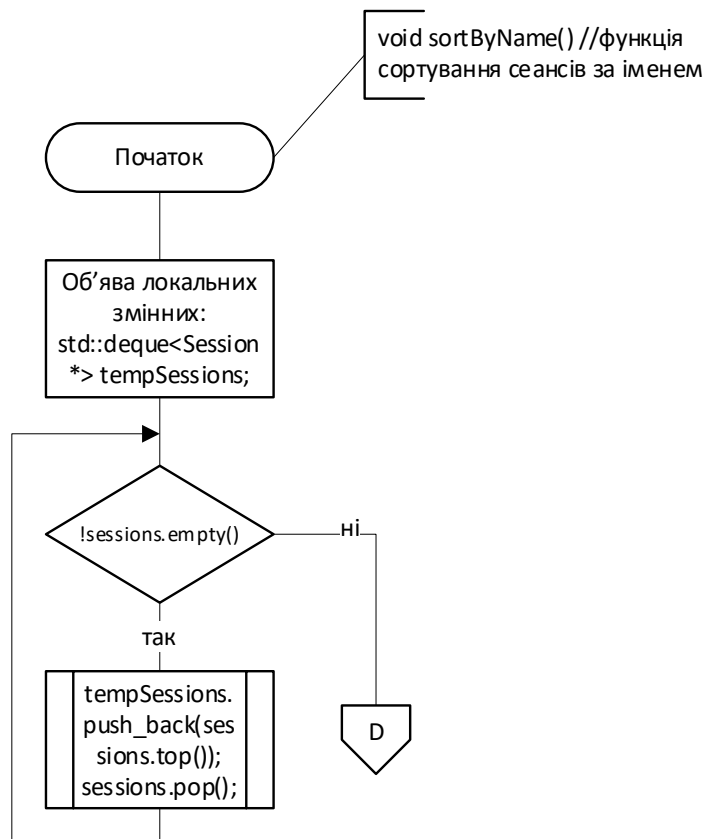 void sortByName() //функція
сортування сеансів за іменем
Початок
Об’ява локальних
змінних:
std::deque<Session
*> tempSessions;
!sessions.empty()
ні
так
tempSessions.
push_back(ses
sions.top());
sessions.pop();
D